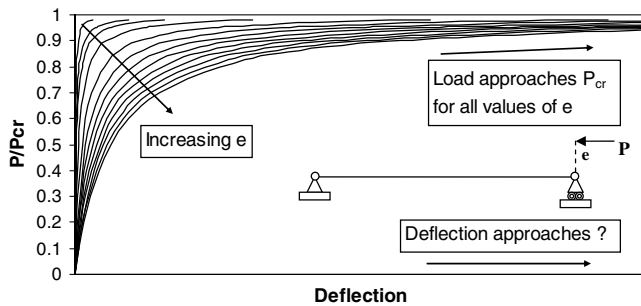 1
0.9
0.8
0.7
0.6
0.5
0.4
0.3
0.2
0.1
0
P/Pcr
Increasing e
Load approaches Pcr
for all values of e
e
P
Deflection approaches ?
Deflection